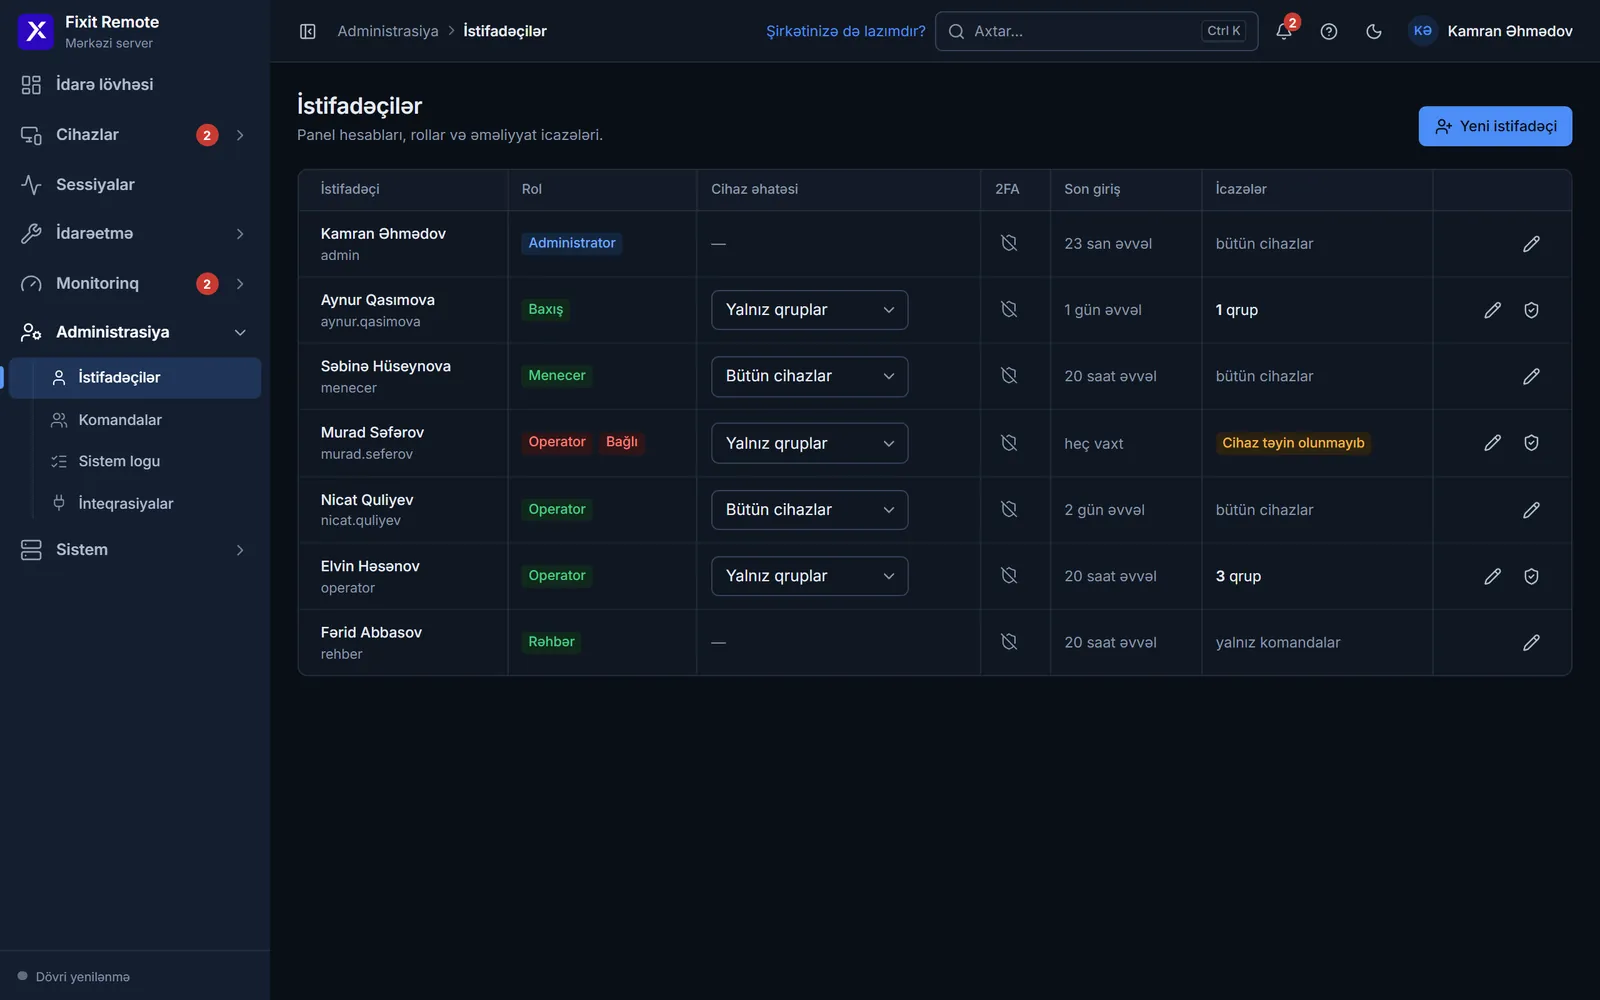 Fixit Remote
Mərkəzi server
İdarə lövhəsi
Cihazlar
2
Sessiyalar
İdarəetmə
Monitorinq
2
Administrasiya
İstifadəçilər
Komandalar
Sistem logu
İnteqrasiyalar
Sistem
Dövri yenilənmə
Administrasiya > İstifadəçilər
Şirkətinizə də lazımdır?
Axtar...
Ctrl K
2
KƏ
Kamran Əhmədov
İstifadəçilər
Panel hesabları, rollar və əməliyyat icazələri.
Yeni istifadəçi
İstifadəçi Rol Cihaz əhatəsi 2FA Son giriş İcazələr
Kamran Əhmədov
admin
Administrator
—
23 san əvvəl
bütün cihazlar
Aynur Qasımova
aynur.qasimova
Baxış
Yalnız qruplar
1 gün əvvəl
1 qrup
Səbinə Hüseynova
menecer
Menecer
Bütün cihazlar
20 saat əvvəl
bütün cihazlar
Murad Səfərov
murad.seferov
Operator Bağlı
Yalnız qruplar
heç vaxt
Cihaz təyin olunmayıb
Nicat Quliyev
nicat.quliyev
Operator
Bütün cihazlar
2 gün əvvəl
bütün cihazlar
Elvin Həsənov
operator
Operator
Yalnız qruplar
20 saat əvvəl
3 qrup
Fərid Abbasov
rehber
Rəhbər
—
20 saat əvvəl
yalnız komandalar